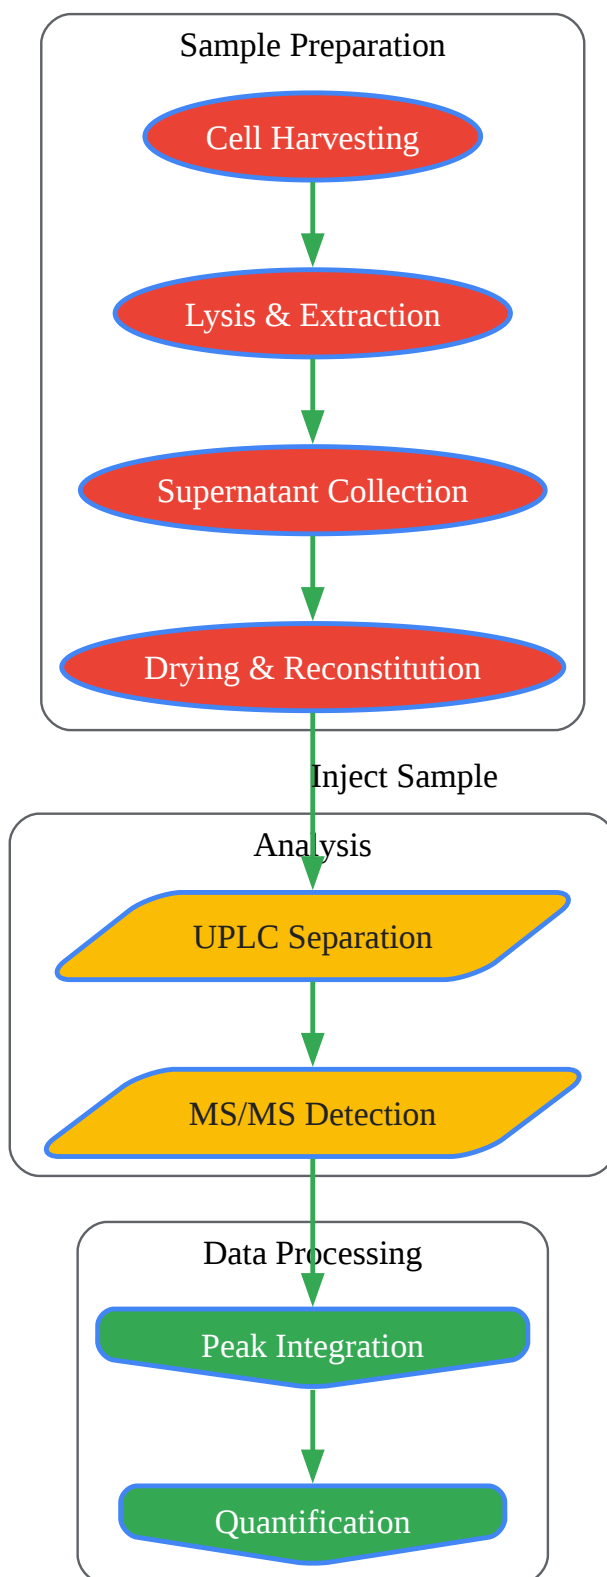 Sample Preparation
Cell Harvesting
Lysis & Extraction
Supernatant Collection
Drying & Reconstitution
Inject Sample
Analysis
UPLC Separation
MS/MS Detection
Data Processing
Peak Integration
Quantification